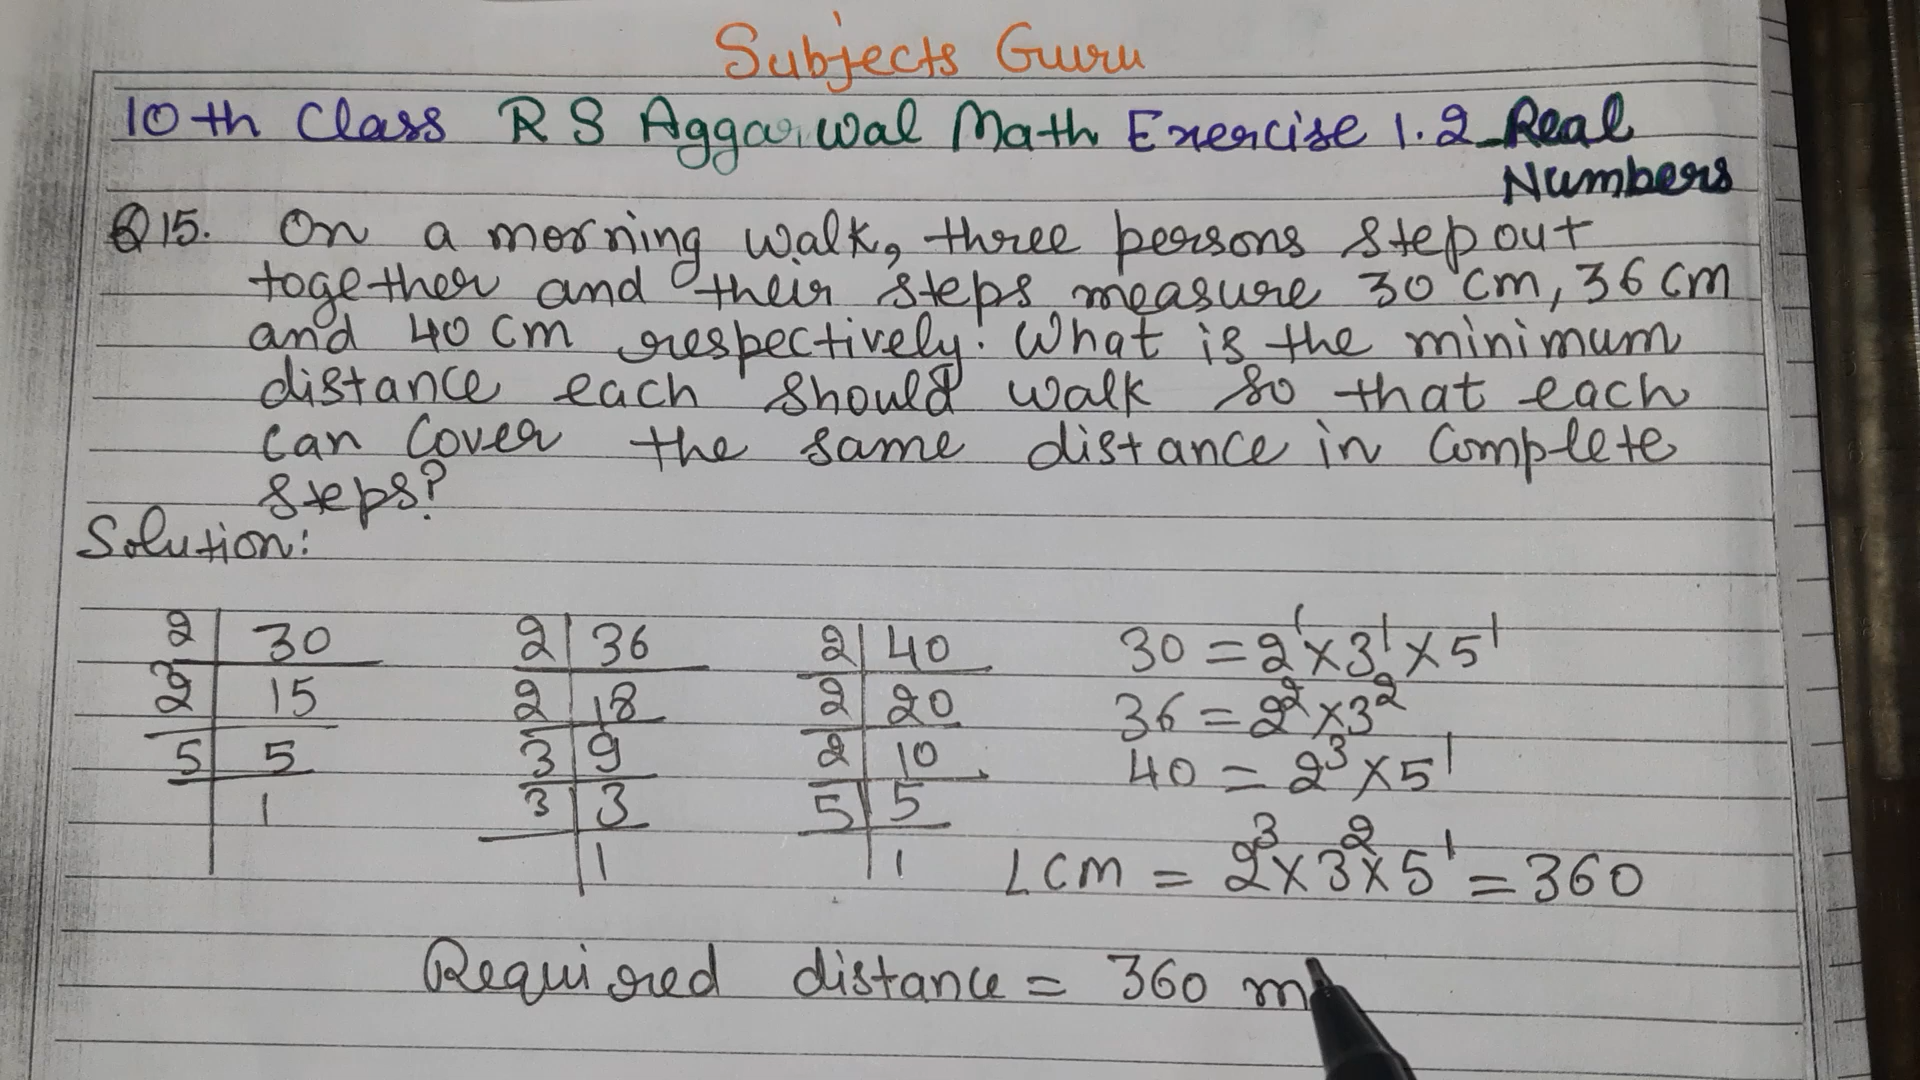 Subjects Guru
10th Class R S Aggarwal Math Exercise 1.2 Real
Numbers
Q15. On a morning walk, three persons step out
together and their steps measure 30 cm, 36 cm
and 40 cm respectively. What is the minimum
distance each should walk so that each
can cover the same distance in complete
steps?
Solution:
2 | 30   2 | 36   2 | 40   30 = 2¹ × 3¹ × 5¹
3 | 15   2 | 18   2 | 20   36 = 2² × 3²
5 | 5   3 | 9   2 | 10   40 = 2³ × 5¹
1   3 | 3   5 | 5
1   1   LCM = 2³ × 3² × 5¹ = 360
Required distance = 360 m